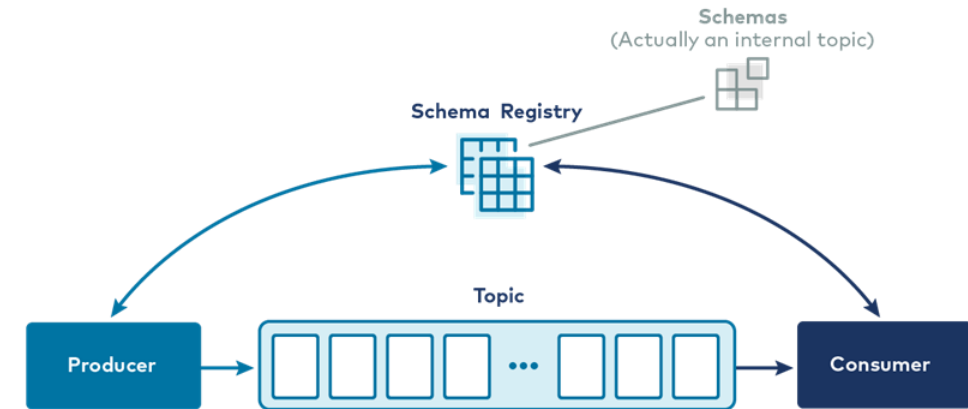 Schemas
(Actually an internal topic)
Schema Registry
Topic
Producer
Consumer